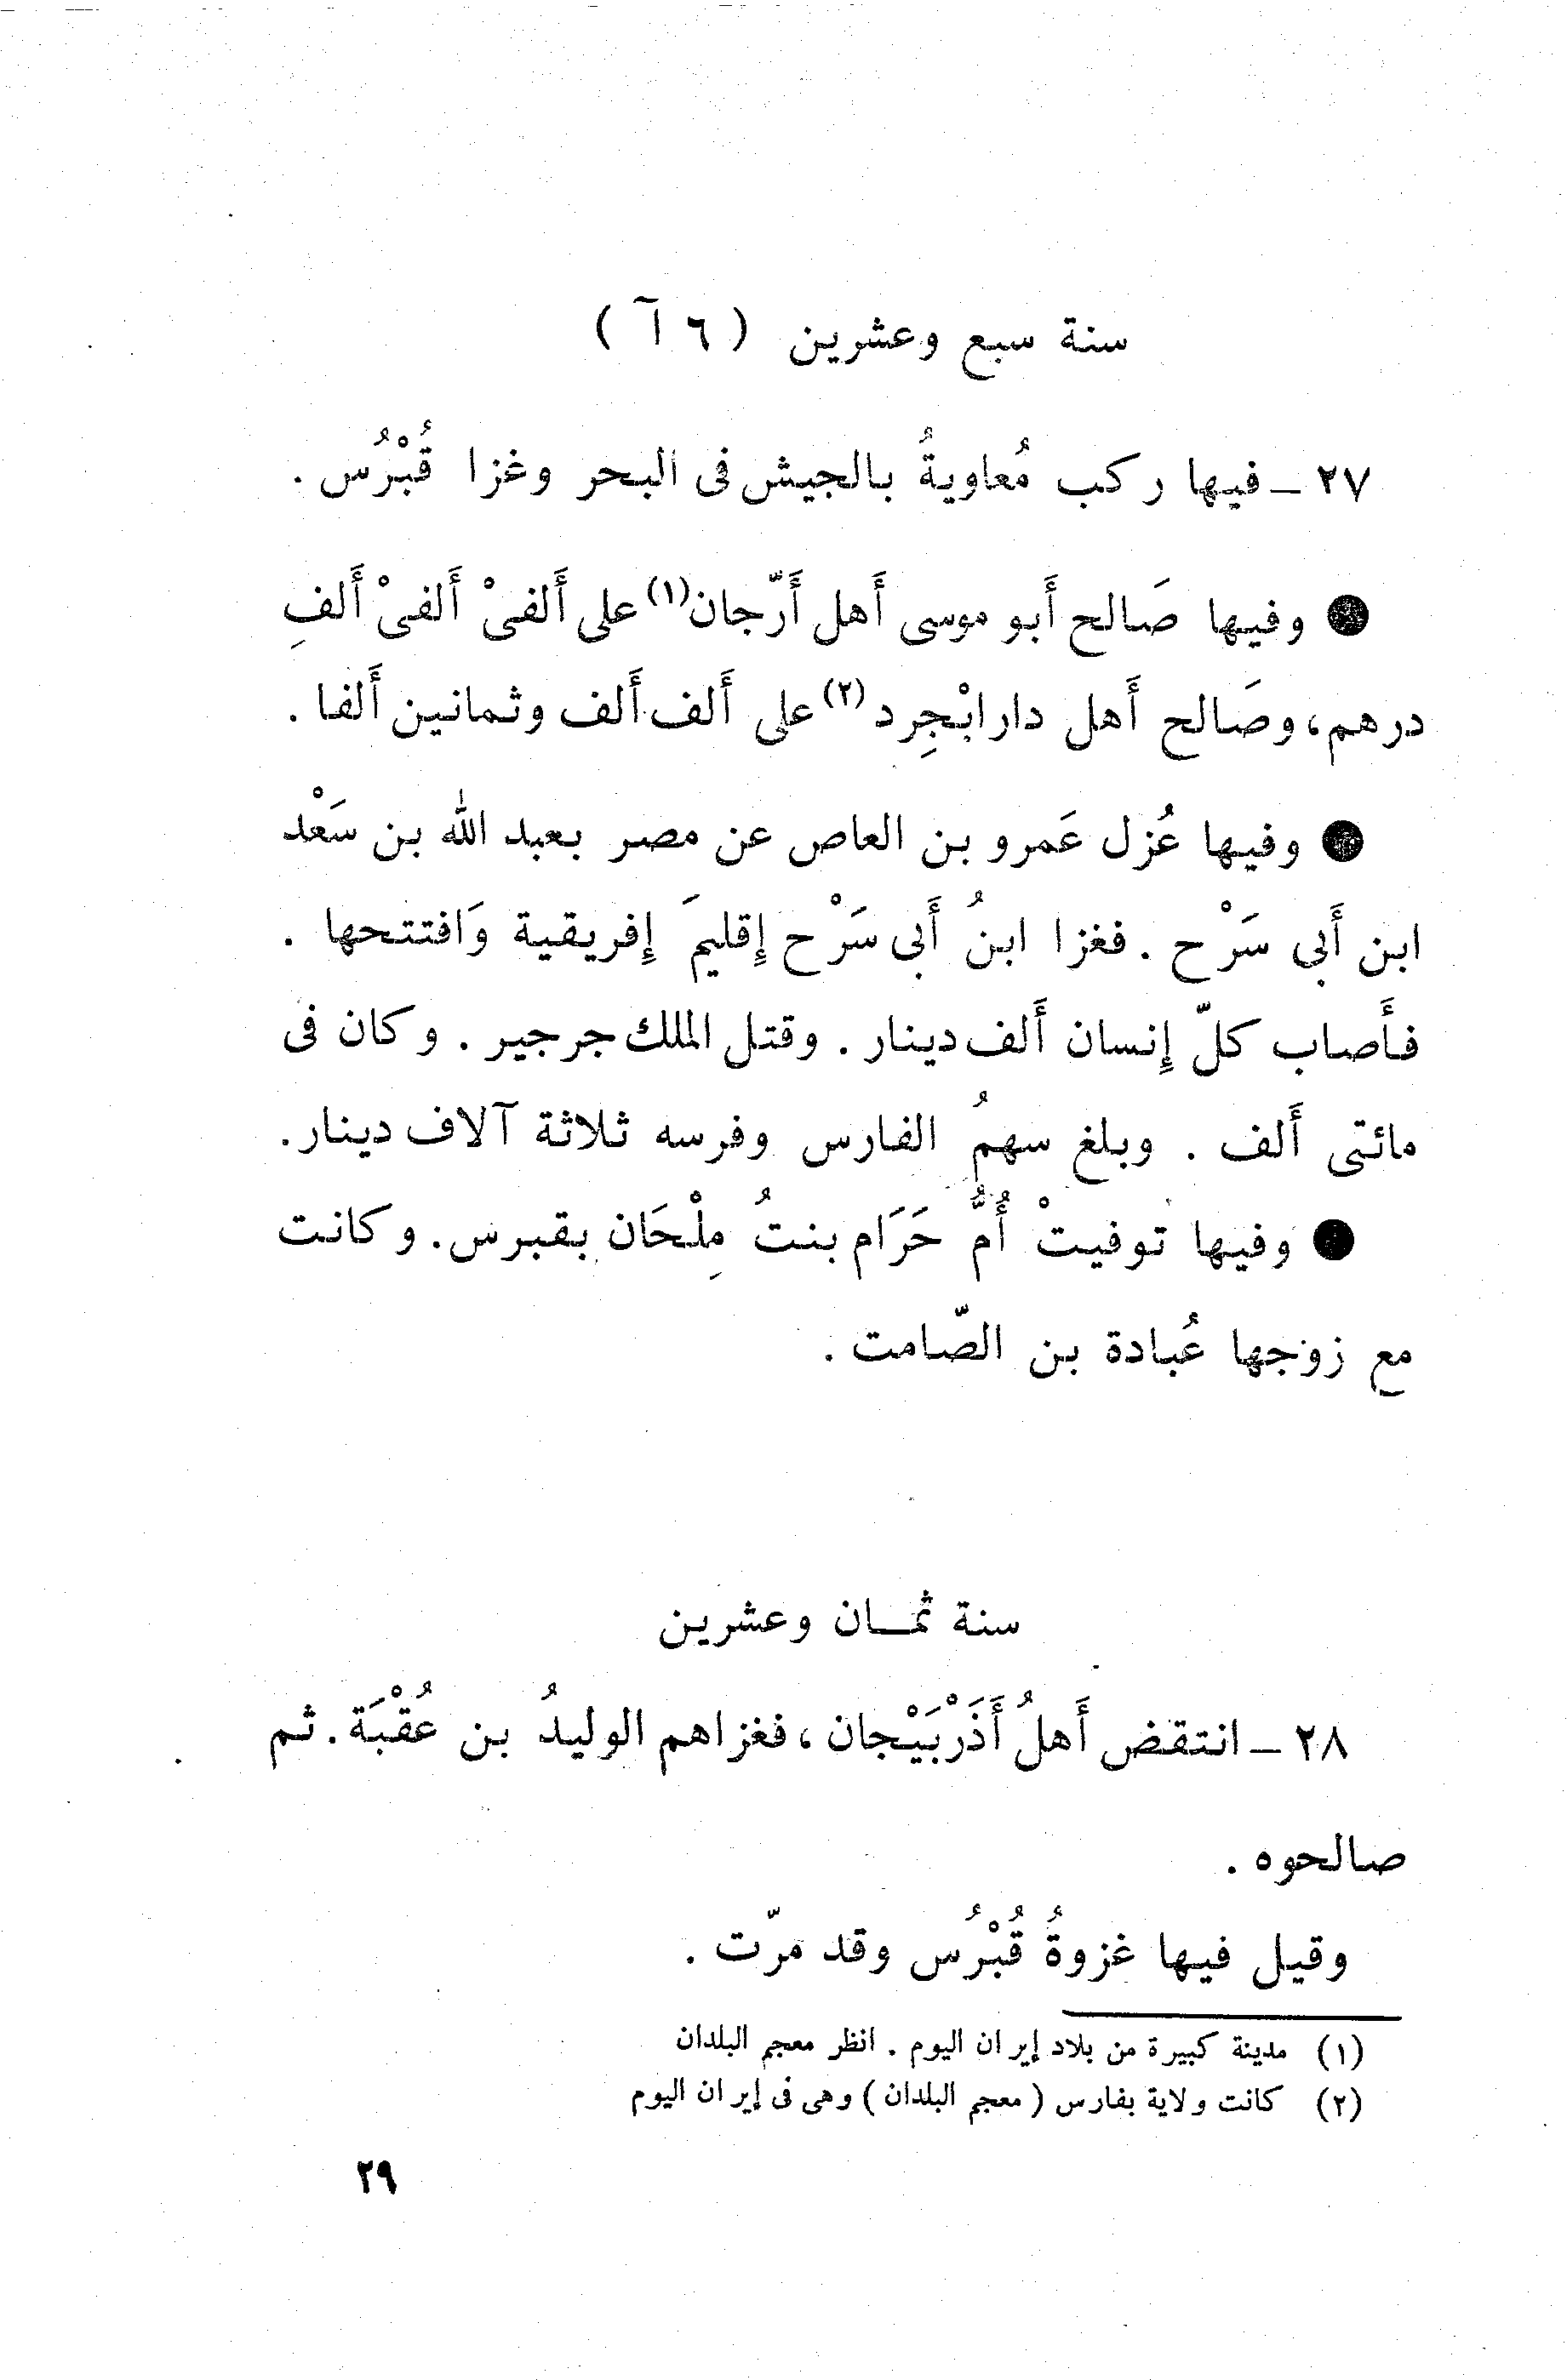 سنة سبع وعشرين ( ٦ آ )
٢٧ – فيها ركب مُعاويةُ بالجيش فى البحر وغزا قُبْرُس .
● وفيها صَالح أَبو موسى أَهل أَرّجان(١) على أَلفىْ أَلفىْ أَلفِ
درهم، وصَالح أَهل دارابْجِرد(٢) على أَلف أَلف وثمانين أَلفا .
● وفيها عُزل عَمرو بن العاص عن مصر بعبد الله بن سَعْد
ابن أَبى سَرْح . فغزا ابنُ أَبى سَرْح إِقليمَ إِفريقية وَافتتحها .
فأَصاب كلّ إِنسان أَلف دينار . وقتل الملك جرجير . وكان فى
مائتى أَلف . وبلغ سهمُ الفارس وفرسه ثلاثة آلاف دينار .
● وفيها توفيتْ أُمُّ حَرَام بنتُ مِلْحَان بقبرس . وكانت
مع زوجها عُبادة بن الصّامت .
سنة ثمـان وعشرين
٢٨ – انتقض أَهلُ أَذَرْبَيْجان ، فغزاهم الوليدُ بن عُقْبَة . ثم
صالحوه .
وقيل فيها غزوةُ قُبْرُس وقد مرّت .
(١) مدينة كبيرة من بلاد إيران اليوم . انظر معجم البلدان
(٢) كانت ولاية بفارس ( معجم البلدان ) وهى فى إيران اليوم
٢٩